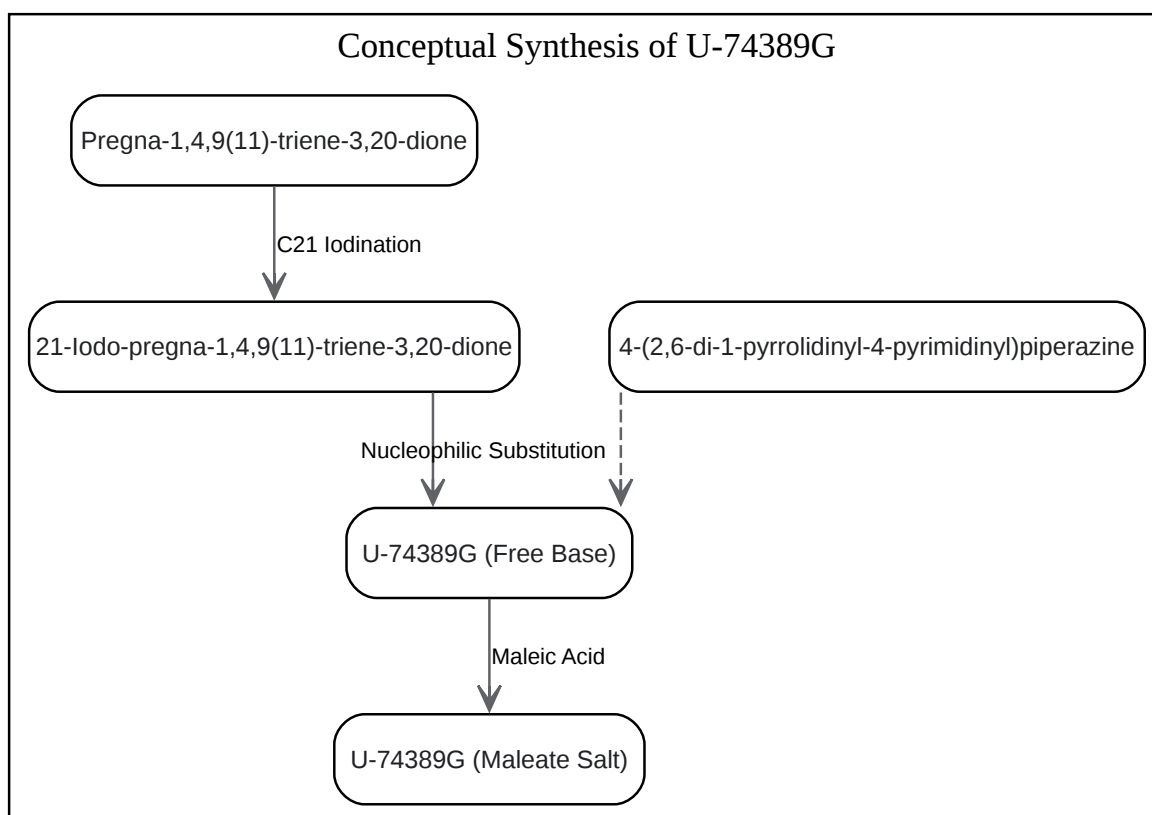 Conceptual Synthesis of U-74389G
Pregna-1,4,9(11)-triene-3,20-dione
C21 Iodination
21-Iodo-pregna-1,4,9(11)-triene-3,20-dione
4-(2,6-di-1-pyrrolidinyl-4-pyrimidinyl)piperazine
Nucleophilic Substitution
U-74389G (Free Base)
Maleic Acid
U-74389G (Maleate Salt)